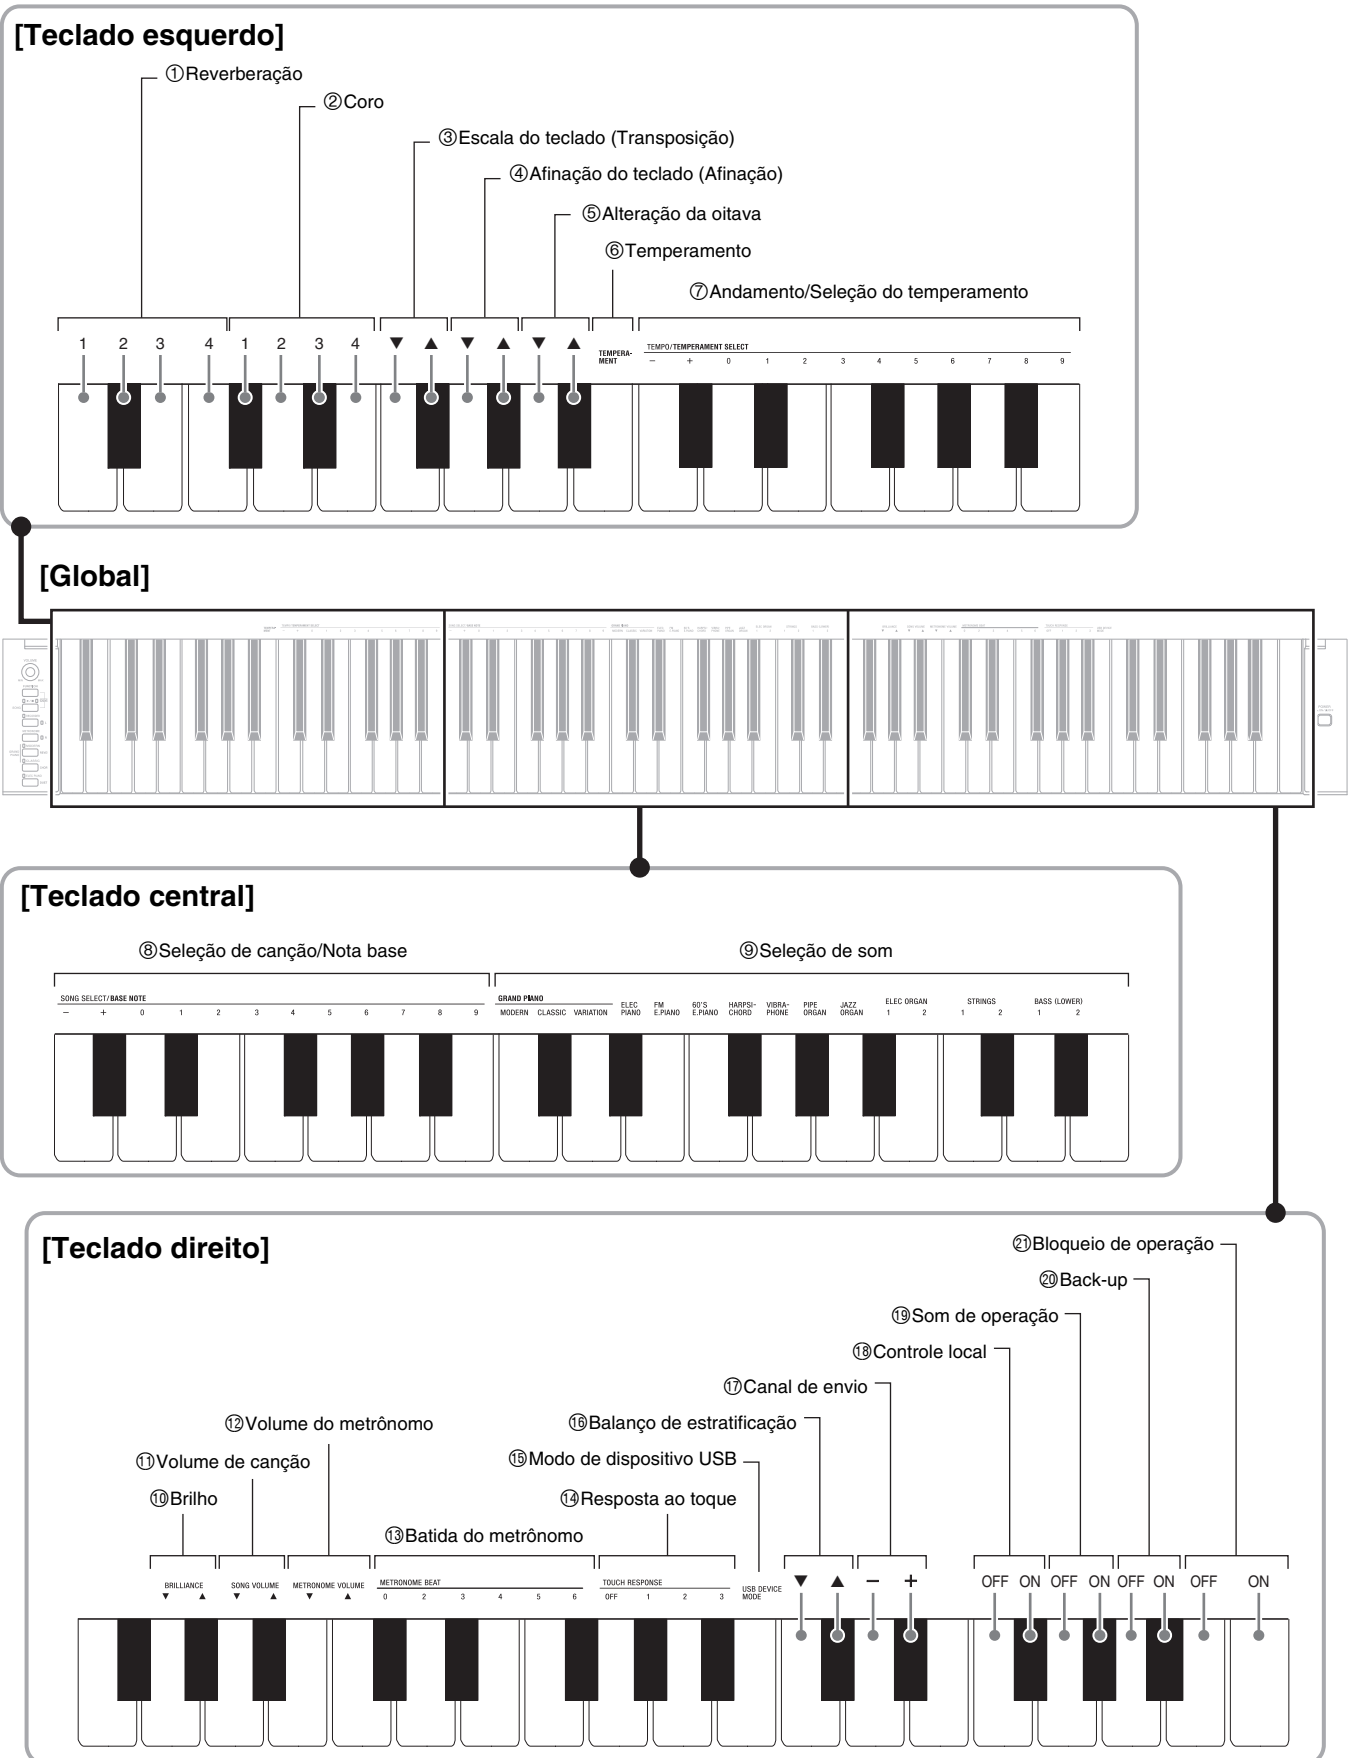 [Teclado esquerdo]
①Reverberação
②Coro
③Escala do teclado (Transposição)
④Afinação do teclado (Afinação)
⑤Alteração da oitava
⑥Temperamento
⑦Andamento/Seleção do temperamento
1 2 3 4 1 2 3 4 ▼ ▲ ▼ ▲ ▼ ▲
TEMPERA-
MENT
TEMPO/TEMPERAMENT SELECT
− + 0 1 2 3 4 5 6 7 8 9
[Global]
[Teclado central]
⑧Seleção de canção/Nota base
⑨Seleção de som
SONG SELECT/BASE NOTE
− + 0 1 2 3 4 5 6 7 8 9
GRAND PIANO
MODERN CLASSIC VARIATION
ELEC
PIANO
FM
E.PIANO
60'S
E.PIANO
HARPSI-
CHORD
VIBRA-
PHONE
PIPE
ORGAN
JAZZ
ORGAN
ELEC ORGAN
1 2
STRINGS
1 2
BASS (LOWER)
1 2
[Teclado direito]
㉑Bloqueio de operação
⑳Back-up
⑲Som de operação
⑱Controle local
⑰Canal de envio
⑯Balanço de estratificação
⑮Modo de dispositivo USB
⑭Resposta ao toque
⑬Batida do metrônomo
⑫Volume do metrônomo
⑪Volume de canção
⑩Brilho
BRILLIANCE
▼ ▲
SONG VOLUME
▼ ▲
METRONOME VOLUME
▼ ▲
METRONOME BEAT
0 2 3 4 5 6
TOUCH RESPONSE
OFF 1 2 3
USB DEVICE
MODE
▼ ▲ − +
OFF ON OFF ON OFF ON OFF ON